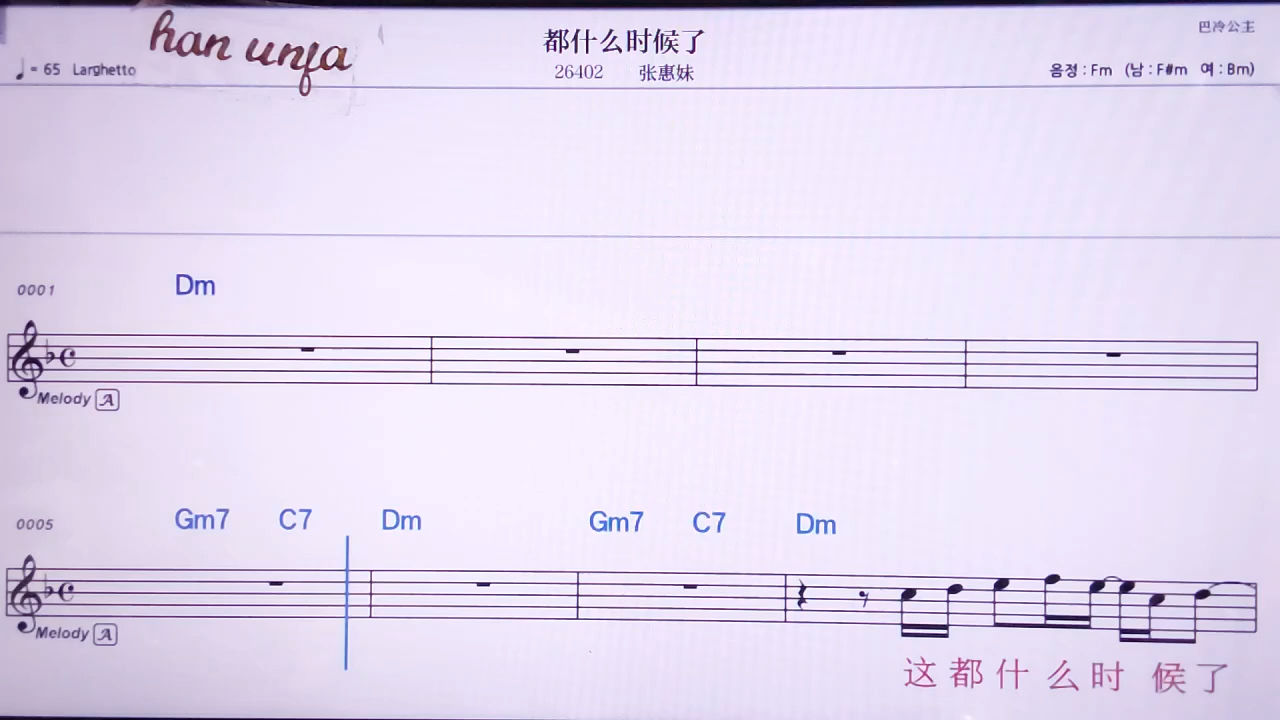 han unfa
都什么时候了
巴冷公主
♩= 65 Larghetto
26402 张惠妹
음정 : Fm (남 : F#m 여 : Bm)
0001 Dm
Melody A
0005 Gm7 C7 Dm Gm7 C7 Dm
Melody A
这都什么时候了